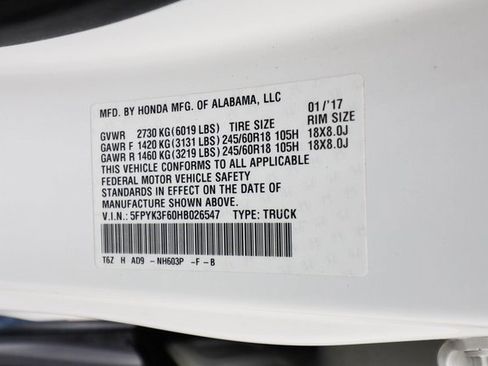 MFD. BY HONDA MFG. OF ALABAMA, LLC 01/'17
GVWR 2730 KG(6019 LBS) TIRE SIZE RIM SIZE
GAWR F 1420 KG(3131 LBS)245/60R18 105H 18X8.0J
GAWR R 1460 KG(3219 LBS)245/60R18 105H 18X8.0J
THIS VEHICLE CONFORMS TO ALL APPLICABLE
FEDERAL MOTOR VEHICLE SAFETY
STANDARDS IN EFFECT ON THE DATE OF
MANUFACTURE SHOWN ABOVE.
V.I.N.: 5FPYK3F60HB026547 TYPE: TRUCK
T6Z H AD9 -NH603P -F-B